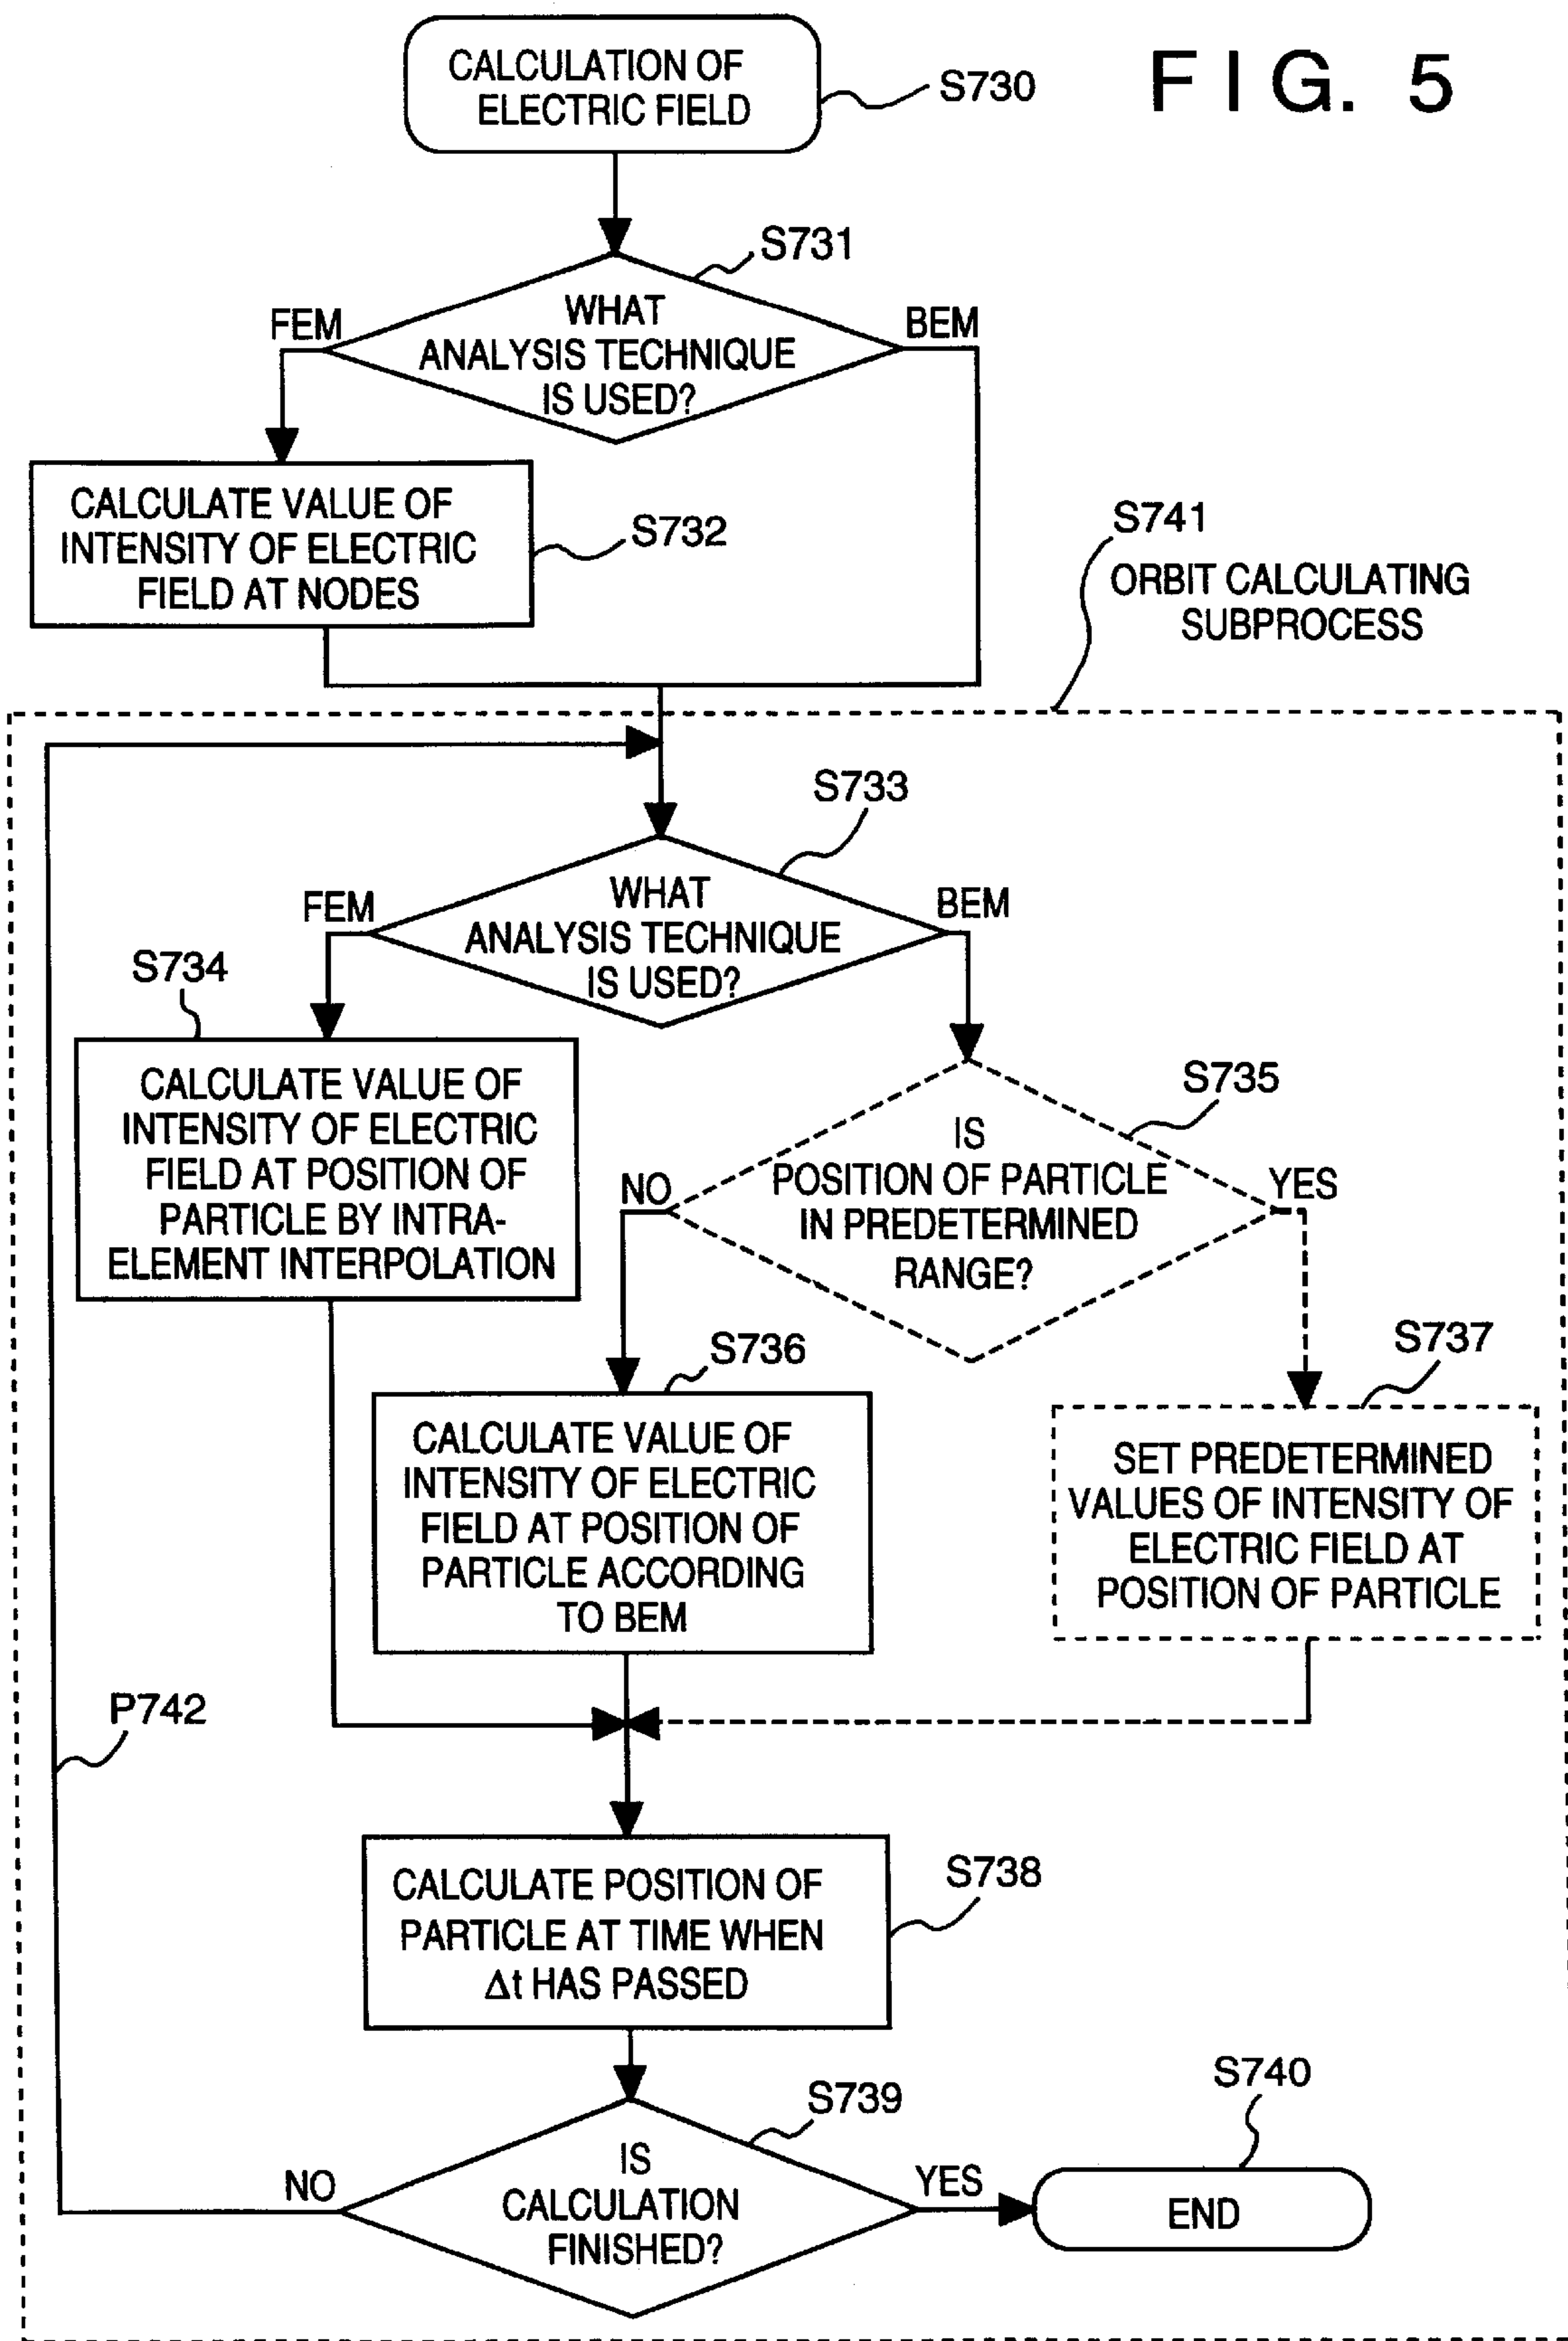 FIG. 5
CALCULATION OF
ELECTRIC FIELD
S730
S731
WHAT
ANALYSIS TECHNIQUE
IS USED?
FEM
BEM
CALCULATE VALUE OF
INTENSITY OF ELECTRIC
FIELD AT NODES
S732
S741
ORBIT CALCULATING
SUBPROCESS
S733
WHAT
ANALYSIS TECHNIQUE
IS USED?
FEM
BEM
S734
CALCULATE VALUE OF
INTENSITY OF ELECTRIC
FIELD AT POSITION OF
PARTICLE BY INTRA-
ELEMENT INTERPOLATION
S735
IS
POSITION OF PARTICLE
IN PREDETERMINED
RANGE?
NO
YES
S736
CALCULATE VALUE OF
INTENSITY OF ELECTRIC
FIELD AT POSITION OF
PARTICLE ACCORDING
TO BEM
S737
SET PREDETERMINED
VALUES OF INTENSITY OF
ELECTRIC FIELD AT
POSITION OF PARTICLE
P742
CALCULATE POSITION OF
PARTICLE AT TIME WHEN
Δt HAS PASSED
S738
S739
IS
CALCULATION
FINISHED?
NO
YES
S740
END